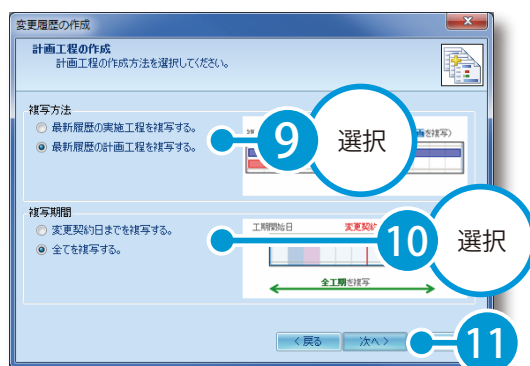 変更履歴の作成
計画工程の作成
計画工程の作成方法を選択してください。
複写方法
最新履歴の実施工程を複写する。
最新履歴の計画工程を複写する。
9
選択
を複写)
複写期間
変更契約日までを複写する。
全てを複写する。
工期開始日
変更契約
10
選択
全工期を複写
<戻る
次へ>
11